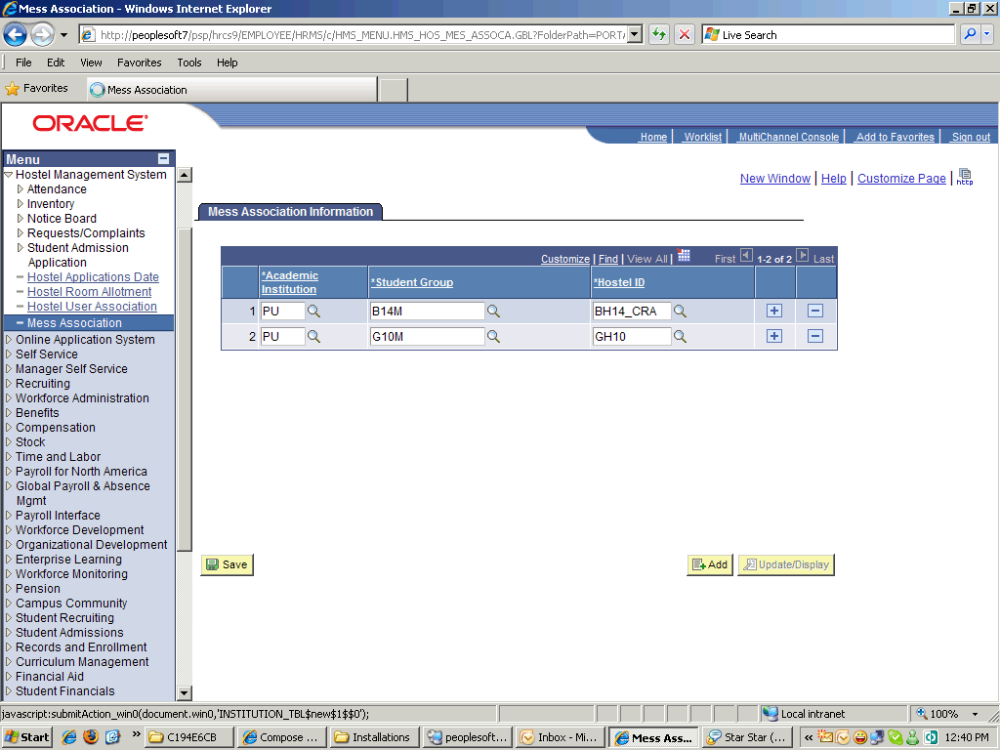 Mess Association - Windows Internet Explorer
http://peoplesoft7/psp/hrcs9/EMPLOYEE/HRMS/c/HMS_MENU.HMS_HOS_MES_ASSOCA.GBL?FolderPath=PORTA
Live Search
File Edit View Favorites Tools Help
Favorites Mess Association
ORACLE
Home Worklist MultiChannel Console Add to Favorites Sign out
Menu
Hostel Management System
Attendance
Inventory
Notice Board
Requests/Complaints
Student Admission
Application
Hostel Applications Date
Hostel Room Allotment
Hostel User Association
Mess Association
Online Application System
Self Service
Manager Self Service
Recruiting
Workforce Administration
Benefits
Compensation
Stock
Time and Labor
Payroll for North America
Global Payroll & Absence
Mgmt
Payroll Interface
Workforce Development
Organizational Development
Enterprise Learning
Workforce Monitoring
Pension
Campus Community
Student Recruiting
Student Admissions
Records and Enrollment
Curriculum Management
Financial Aid
Student Financials
New Window | Help | Customize Page | http
Mess Association Information
Customize | Find | View All | First 1-2 of 2 Last
*Academic
Institution
*Student Group
*Hostel ID
1 PU B14M BH14_CRA
2 PU G10M GH10
Save
Add
Update/Display
javascript:submitAction_win0(document.win0,'INSTITUTION_TBL$new$1$$0');
Local intranet
100%
Start
C194E6CB
Compose ...
Installations
peoplesoft...
Inbox - Mi...
Mess Ass...
Star Star (...
12:40 PM